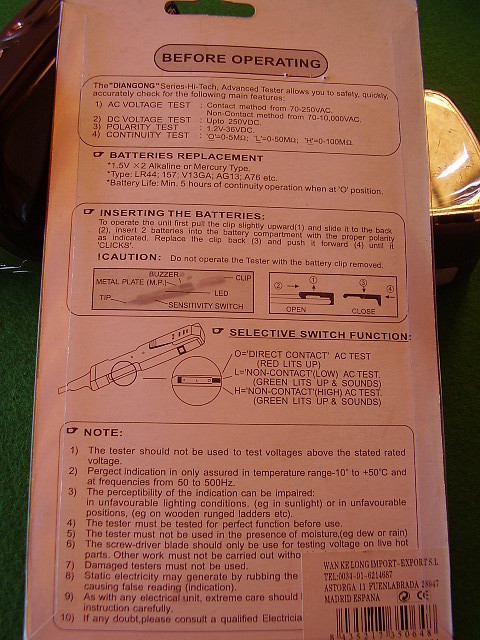 BEFORE OPERATING
The "DIANGONG" Series-Hi-Tech, Advanced Tester allows you to safety, quickly,
accurately check for the following main features:
1) AC VOLTAGE TEST : Contact method from 70-250VAC.
Non-Contact method from 70-10,000VAC.
2) DC VOLTAGE TEST : Upto 250VDC.
3) POLARITY TEST : 1.2V-36VDC.
4) CONTINUITY TEST : 'O'=0-5MΩ; 'L'=0-50MΩ; 'H'=0-100MΩ.
BATTERIES REPLACEMENT
*1.5V ×2 Alkaline or Mercury Type.
*Type: LR44; 157; V13GA; AG13; A76 etc.
*Battery Life: Min. 5 hours of continuity operation when at 'O' position.
INSERTING THE BATTERIES:
To operate the unit first pull the clip slightly upward(1) and slide it to the back
(2), insert 2 batteries into the battery compartment with the proper polarity
as indicated. Replace the clip back (3) and push it forward (4) until it
'CLICKS'.
!CAUTION: Do not operate the Tester with the battery clip removed.
BUZZER
METAL PLATE (M.P.)
CLIP
TIP
LED
SENSITIVITY SWITCH
2 1 3 4
OPEN CLOSE
SELECTIVE SWITCH FUNCTION:
O='DIRECT CONTACT' AC TEST
(RED LITS UP)
L='NON-CONTACT'(LOW) AC TEST.
(GREEN LITS UP & SOUNDS)
H='NON-CONTACT'(HIGH) AC TEST.
(GREEN LITS UP & SOUNDS)
NOTE:
1) The tester should not be used to test voltages above the stated rated
voltage.
2) Pergect indication in only assured in temperature range-10° to +50°C and
at frequencies from 50 to 500Hz.
3) The perceptibility of the indication can be impaired:
in unfavourable lighting conditions, (eg in sunlight) or in unfavourable
positions, (eg on wooden runged ladders etc).
4) The tester must be tested for perfect function before use.
5) The tester must not be used in the presence of moisture,(eg dew or rain)
6) The screw-driver blade should only be use for testing voltage on live hot
parts. Other work must not be carried out witho
7) Damaged testers must not be used.
8) Static electricity may generate by rubbing the
causing false reading (indication).
9) As with any electrical unit, extreme care should
instruction carefully.
10) If any doubt,please consult a qualified Electricia
WAN KE LONG IMPORT-EXPORT S.L
TEL:0034-01-6214687
ASTORGA 11 FUENLABRADA 28947
MADRID ESPANA CE